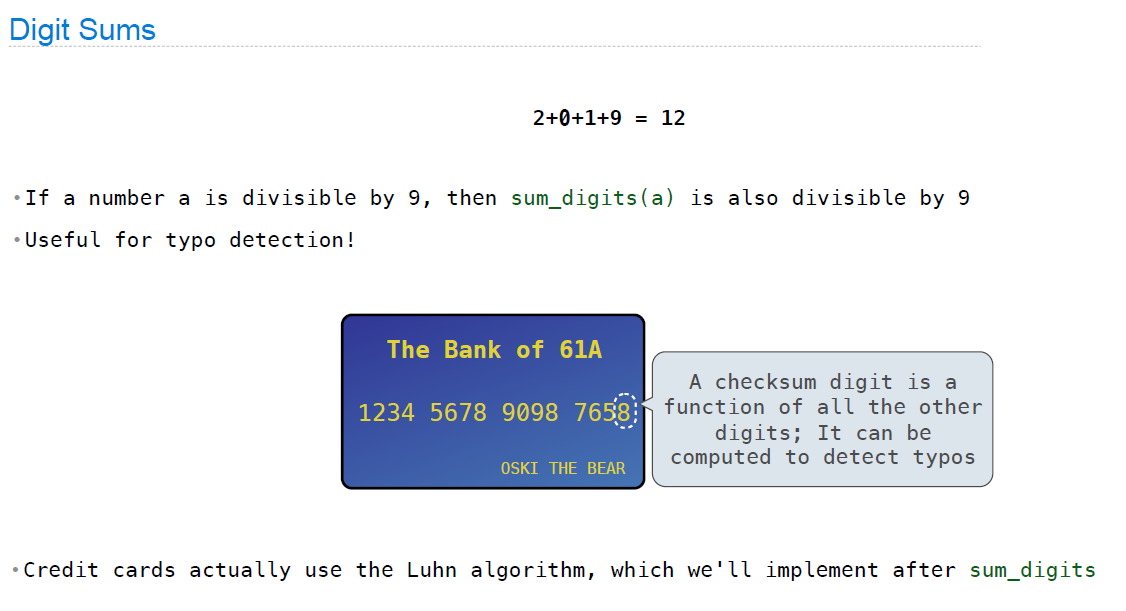 Digit Sums
2+0+1+9 = 12
•If a number a is divisible by 9, then sum_digits(a) is also divisible by 9
•Useful for typo detection!
The Bank of 61A
1234 5678 9098 7658
OSKI THE BEAR
A checksum digit is a
function of all the other
digits; It can be
computed to detect typos
•Credit cards actually use the Luhn algorithm, which we'll implement after sum_digits